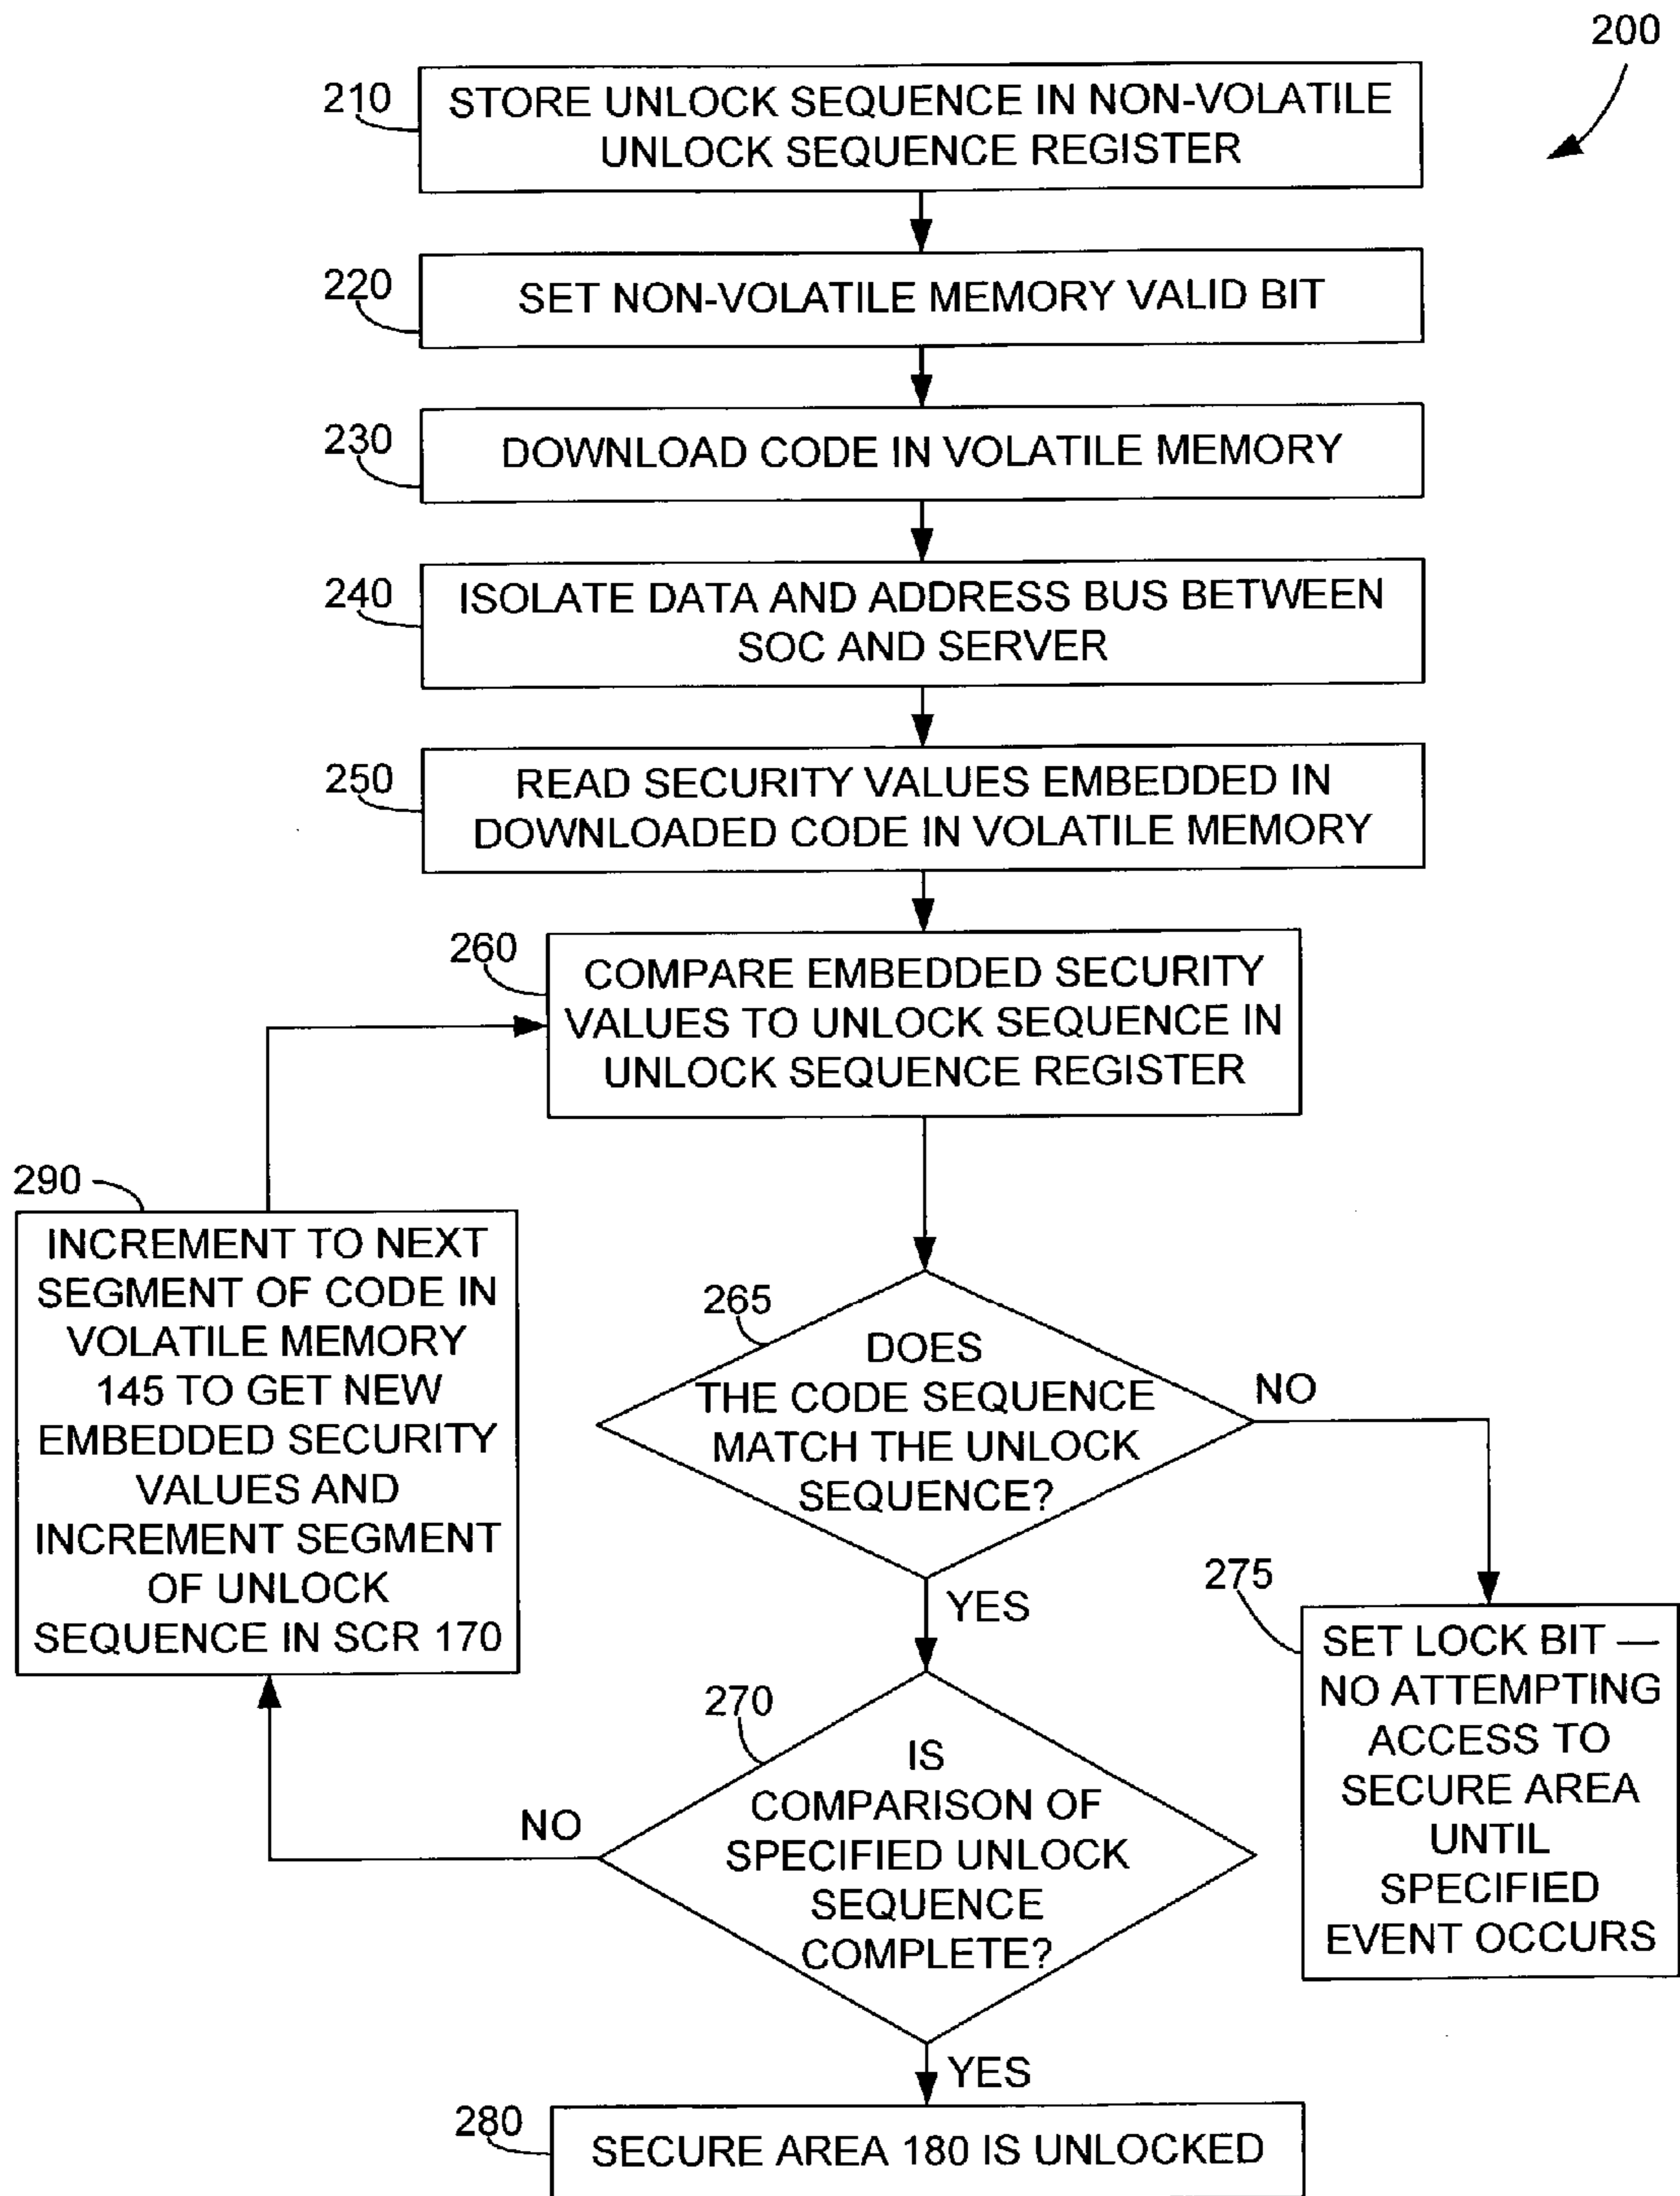 200
210
STORE UNLOCK SEQUENCE IN NON-VOLATILE
UNLOCK SEQUENCE REGISTER
220
SET NON-VOLATILE MEMORY VALID BIT
230
DOWNLOAD CODE IN VOLATILE MEMORY
240
ISOLATE DATA AND ADDRESS BUS BETWEEN
SOC AND SERVER
250
READ SECURITY VALUES EMBEDDED IN
DOWNLOADED CODE IN VOLATILE MEMORY
260
COMPARE EMBEDDED SECURITY
VALUES TO UNLOCK SEQUENCE IN
UNLOCK SEQUENCE REGISTER
290
INCREMENT TO NEXT
SEGMENT OF CODE IN
VOLATILE MEMORY
145 TO GET NEW
EMBEDDED SECURITY
VALUES AND
INCREMENT SEGMENT
OF UNLOCK
SEQUENCE IN SCR 170
265
DOES
THE CODE SEQUENCE
MATCH THE UNLOCK
SEQUENCE?
NO
YES
275
SET LOCK BIT —
NO ATTEMPTING
ACCESS TO
SECURE AREA
UNTIL
SPECIFIED
EVENT OCCURS
270
IS
COMPARISON OF
SPECIFIED UNLOCK
SEQUENCE
COMPLETE?
NO
YES
280
SECURE AREA 180 IS UNLOCKED